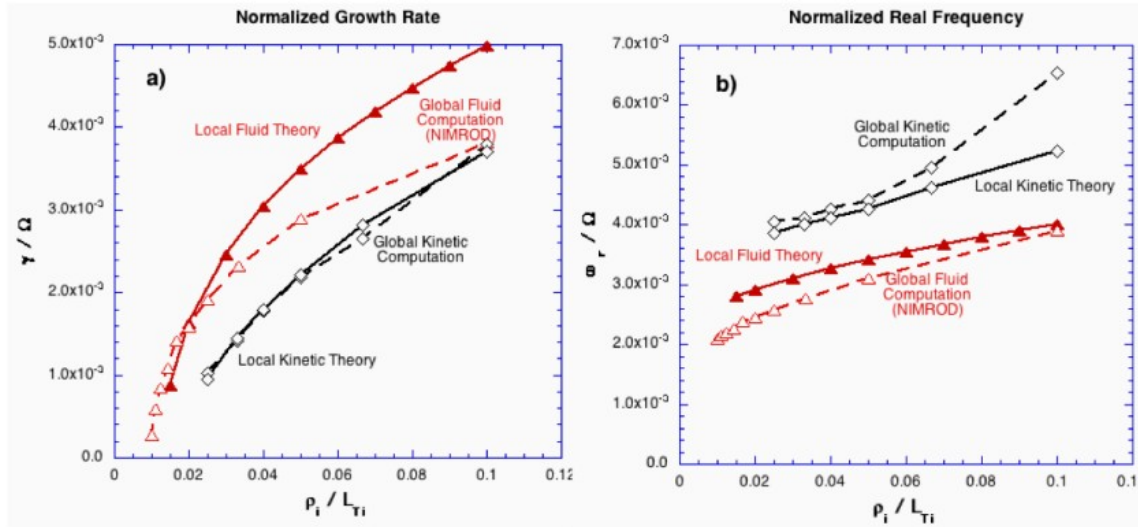 Normalized Growth Rate
5.0x10⁻³
a)
Global Fluid
Computation
(NIMROD)
Local Fluid Theory
4.0x10⁻³
3.0x10⁻³
γ / Ω
Global Kinetic
Computation
2.0x10⁻³
Local Kinetic Theory
1.0x10⁻³
0.0
0 0.02 0.04 0.06 0.08 0.1 0.12
ρi / LTi
Normalized Real Frequency
7.0x10⁻³
b)
6.0x10⁻³
Global Kinetic
Computation
5.0x10⁻³
Local Kinetic Theory
4.0x10⁻³
ϖr / Ω
Local Fluid Theory
3.0x10⁻³
Global Fluid
Computation
(NIMROD)
2.0x10⁻³
1.0x10⁻³
0.0
0 0.02 0.04 0.06 0.08 0.1 0.1
ρi / LTi